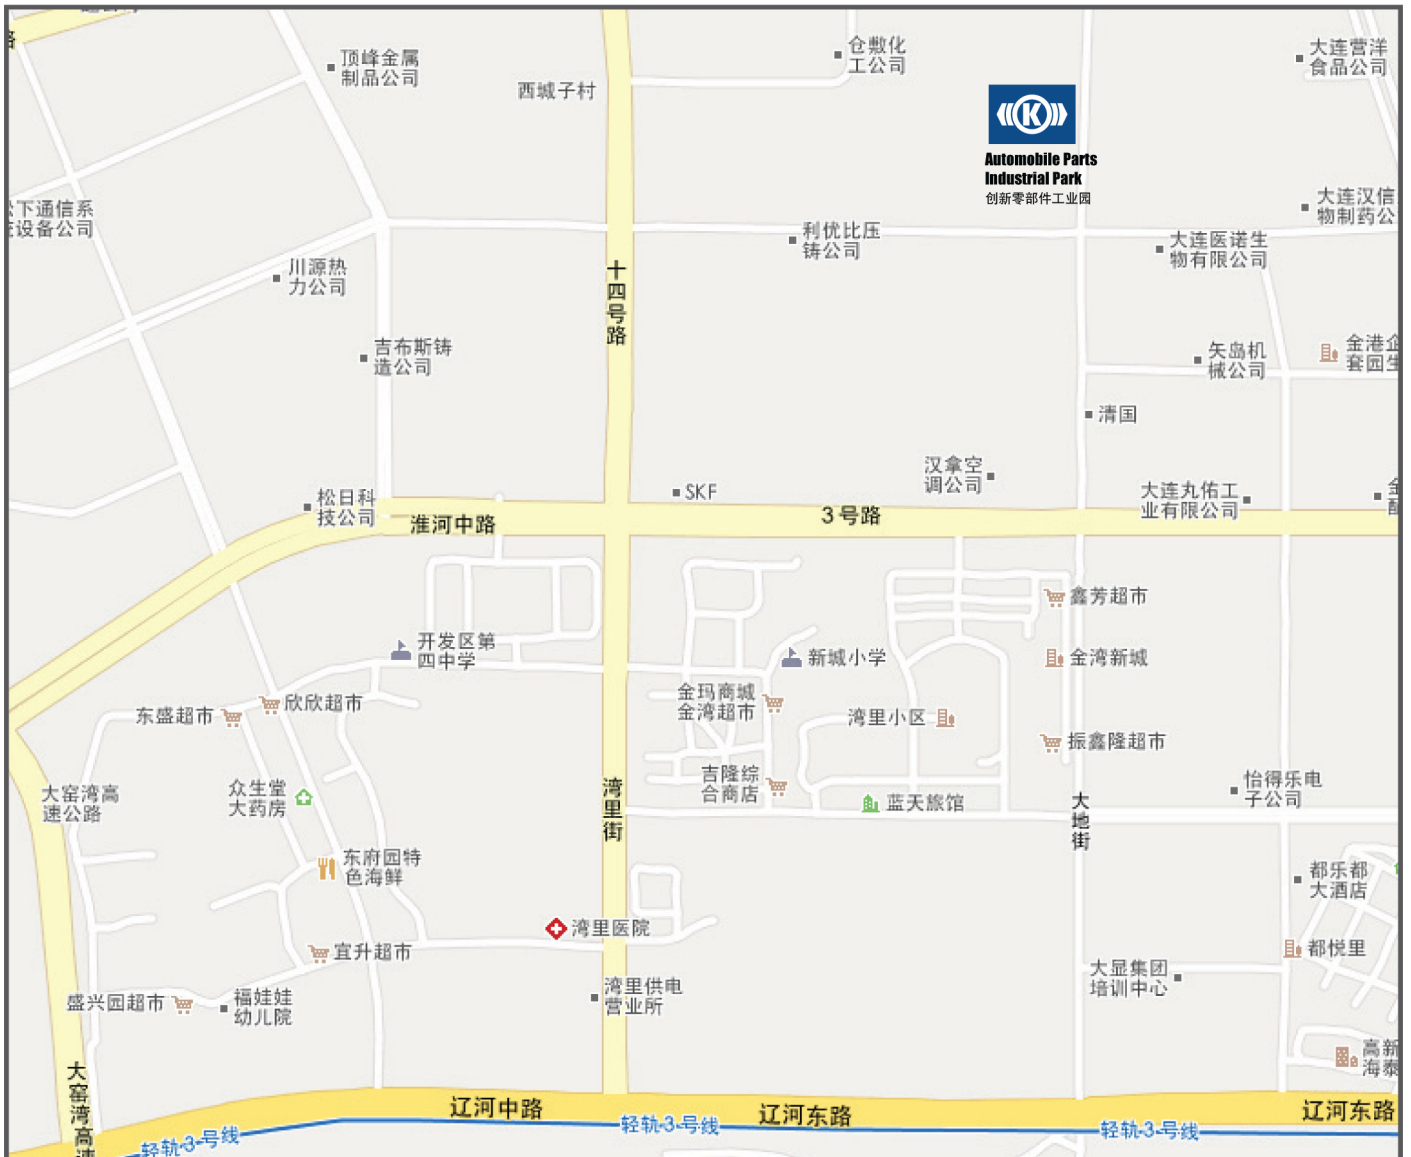 路
顶峰金属
制品公司
西城子村
仓敷化
工公司
大连营洋
食品公司
K
Automobile Parts
Industrial Park
创新零部件工业园
下通信系
设备公司
大连汉信
物制药公
利优比压
铸公司
大连医诺生
物有限公司
川源热
力公司
十四号路
吉布斯铸
造公司
矢岛机
械公司
金港企
套园生
清国
汉拿空
调公司
SKF
松日科
技公司
大连丸佑工
业有限公司
金
淮河中路
3号路
鑫芳超市
开发区第
四中学
新城小学
金湾新城
金玛商城
金湾超市
欣欣超市
东盛超市
湾里小区
振鑫隆超市
吉隆综
合商店
怡得乐电
子公司
大窑湾高
速公路
众生堂
大药房
湾里街
蓝天旅馆
大地街
东府园特
色海鲜
都乐都
大酒店
湾里医院
都悦里
宜升超市
大显集团
培训中心
盛兴园超市
福娃娃
幼儿院
湾里供电
营业所
高新
海泰
大窑湾高速
辽河中路
辽河东路
辽河东路
轻轨3号线
轻轨3号线
轻轨3号线